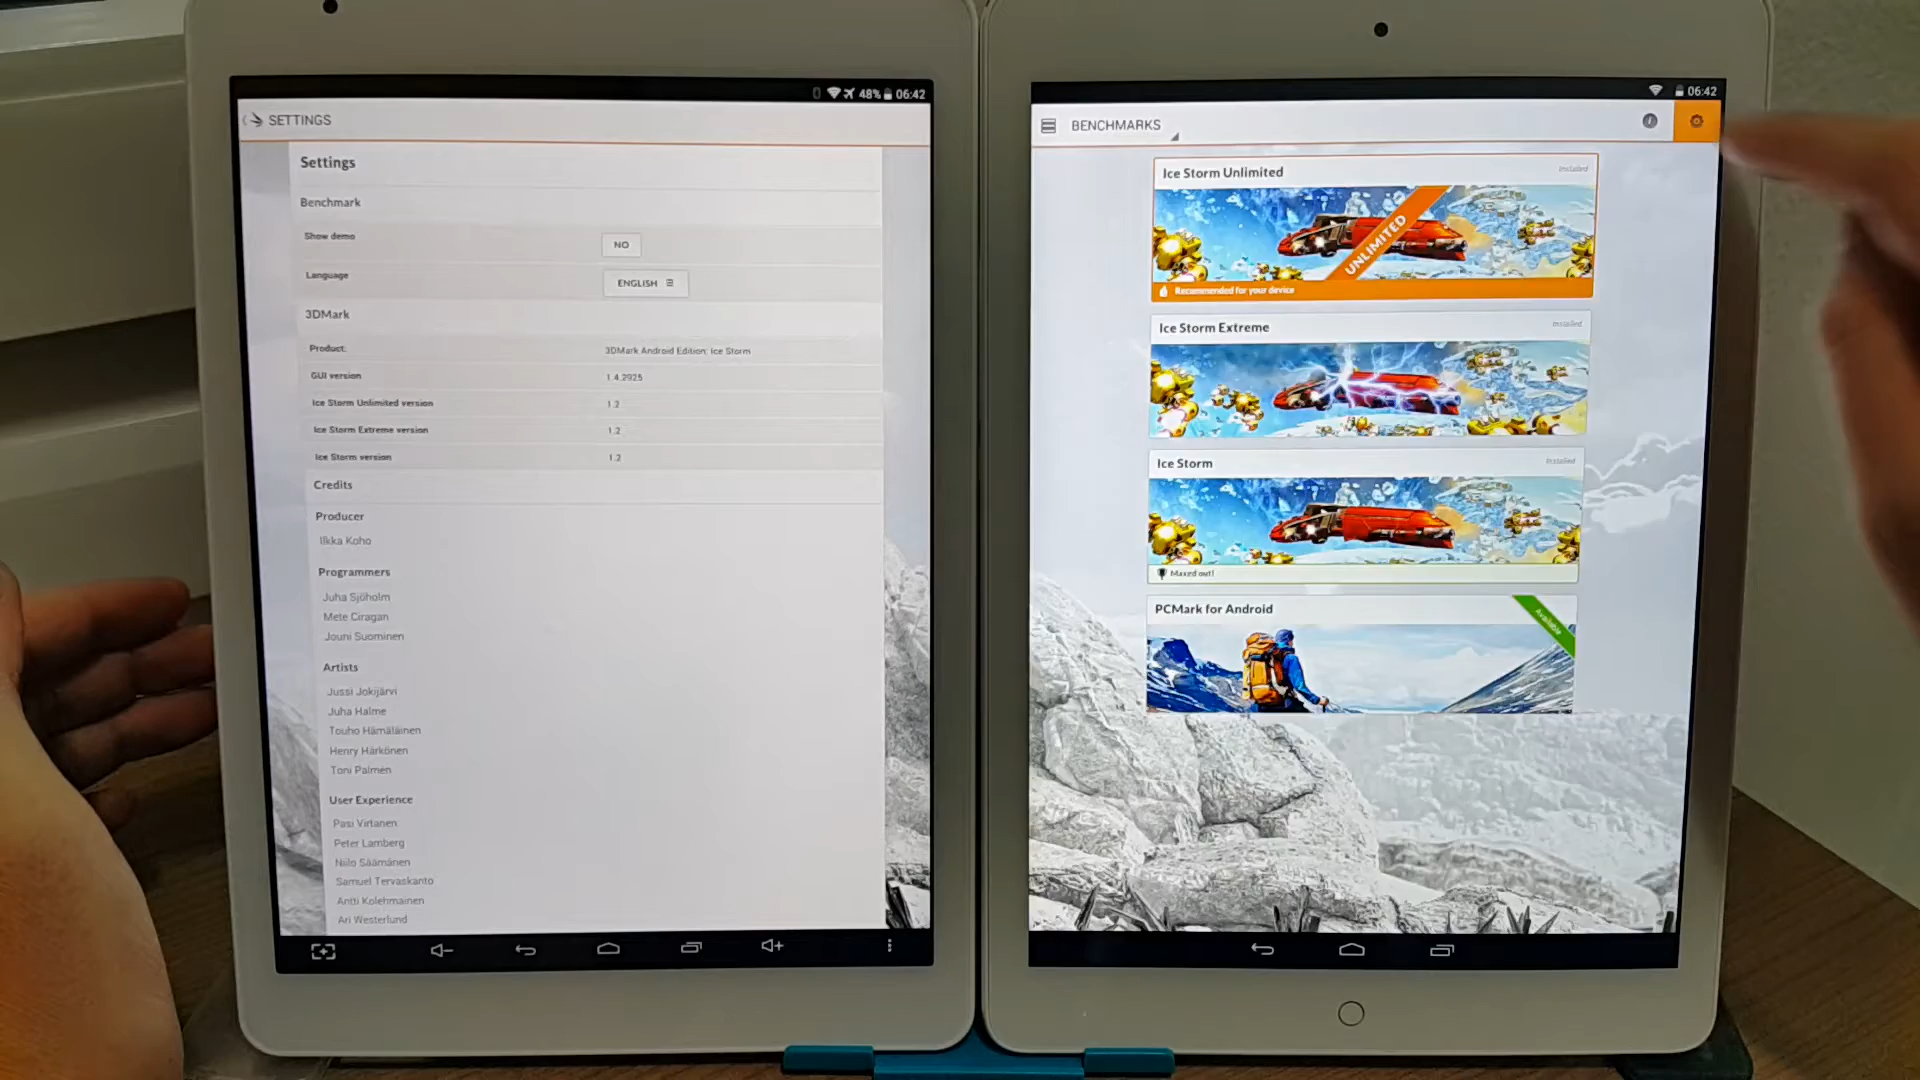 48% 06:42
SETTINGS
Settings
Benchmark
Show demo
NO
Language
ENGLISH
3DMark
Product:
3DMark Android Edition: Ice Storm
GUI version
1.4.2925
Ice Storm Unlimited version
1.2
Ice Storm Extreme version
1.2
Ice Storm version
1.2
Credits
Producer
Ilkka Koho
Programmers
Juha Sjöholm
Mete Ciragan
Jouni Suominen
Artists
Jussi Jokijärvi
Juha Halme
Touho Hämäläinen
Henry Härkönen
Toni Palmen
User Experience
Pasi Virtanen
Peter Lamberg
Niilo Säämänen
Samuel Tervaskanto
Antti Kolehmainen
Ari Westerlund
06:42
BENCHMARKS
Ice Storm Unlimited
Installed
UNLIMITED
Recommended for your device
Ice Storm Extreme
Installed
Ice Storm
Installed
Maxed out!
PCMark for Android
Available